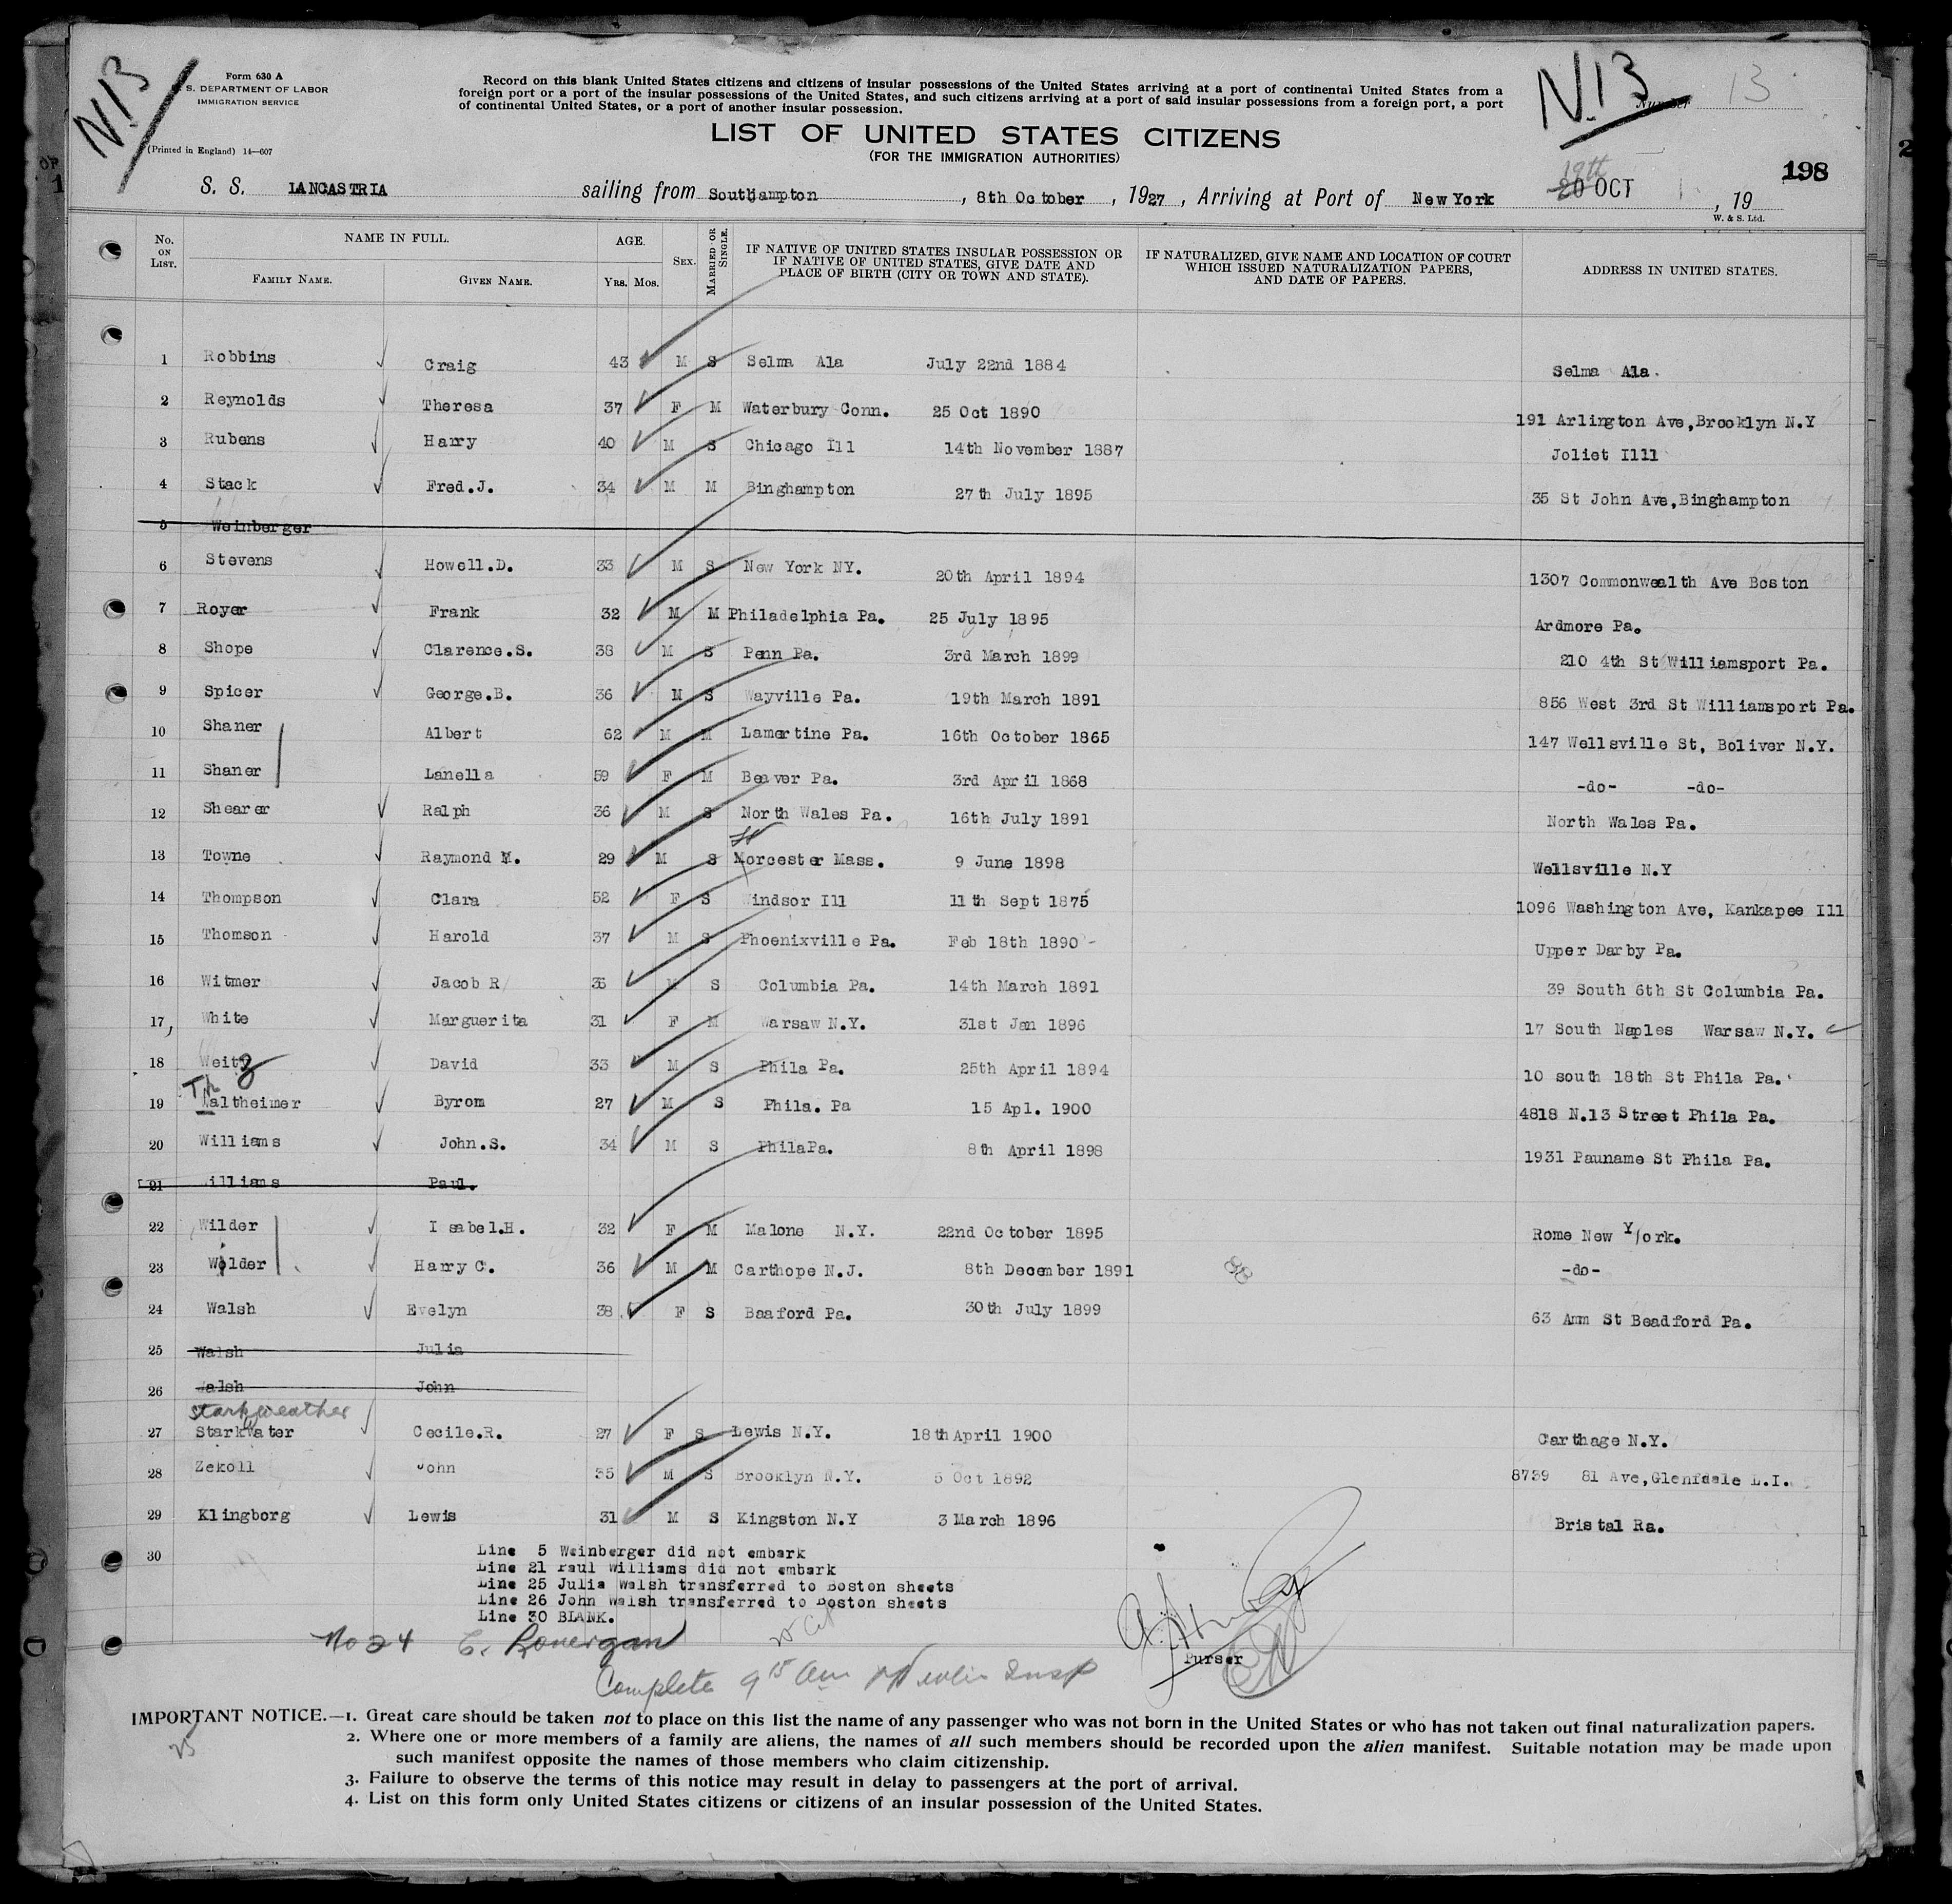 N13
Form 630 A
S. DEPARTMENT OF LABOR
IMMIGRATION SERVICE
(Printed in England) 14—607
Record on this blank United States citizens and citizens of insular possessions of the United States arriving at a port of continental United States from a
foreign port or a port of the insular possessions of the United States, and such citizens arriving at a port of said insular possessions from a foreign port, a port
of continental United States, or a port of another insular possession.
N.13
Number 13
LIST OF UNITED STATES CITIZENS
(FOR THE IMMIGRATION AUTHORITIES)
198
S. S. LANCASTRIA sailing from Southampton, 8th October, 1927, Arriving at Port of New York 19th 20 OCT, 19
W. & S. Ltd.
No. ON LIST. NAME IN FULL. FAMILY NAME. GIVEN NAME. AGE. YRS. MOS. SEX. MARRIED OR SINGLE. IF NATIVE OF UNITED STATES INSULAR POSSESSION OR IF NATIVE OF UNITED STATES, GIVE DATE AND PLACE OF BIRTH (CITY OR TOWN AND STATE). IF NATURALIZED, GIVE NAME AND LOCATION OF COURT WHICH ISSUED NATURALIZATION PAPERS, AND DATE OF PAPERS. ADDRESS IN UNITED STATES.
1 Robbins Craig 43 M S Selma Ala July 22nd 1884 Selma Ala.
2 Reynolds Theresa 37 F M Waterbury Conn. 25 Oct 1890 191 Arlington Ave, Brooklyn N.Y
3 Rubens Harry 40 M S Chicago Ill 14th November 1887 Joliet Illl
4 Stack Fred.J. 34 M M Binghampton 27th July 1895 35 St John Ave, Binghampton
5 Weinberger
6 Stevens Howell.D. 33 M S New York NY. 20th April 1894 1307 Commonwealth Ave Boston
7 Royer Frank 32 M M Philadelphia Pa. 25 July 1895 Ardmore Pa.
8 Shope Clarence.S. 38 M S Penn Pa. 3rd March 1899 210 4th St Williamsport Pa.
9 Spicer George.B. 36 M S Wayville Pa. 19th March 1891 856 West 3rd St Williamsport Pa.
10 Shaner Albert 62 M M Lamertine Pa. 16th October 1865 147 Wellsville St, Boliver N.Y.
11 Shaner Lanella 59 F M Beaver Pa. 3rd April 1868 -do- -do-
12 Shearer Ralph 36 M S North Wales Pa. 16th July 1891 North Wales Pa.
13 Towne Raymond M. 29 M S Worcester Mass. 9 June 1898 Wellsville N.Y
14 Thompson Clara 52 F S Windsor Ill 11th Sept 1875 1096 Washington Ave, Kankapee Ill
15 Thomson Harold 37 M S Phoenixville Pa. Feb 18th 1890 - Upper Darby Pa.
16 Witmer Jacob R 36 M S Columbia Pa. 14th March 1891 39 South 6th St Columbia Pa.
17 White Marguerita 31 F M Warsaw N.Y. 31st Jan 1896 17 South Naples Warsaw N.Y.
18 Weitz David 33 M S Phila Pa. 25th April 1894 10 south 18th St Phila Pa.
19 Thaltheimer Byrom 27 M S Phila. Pa 15 Apl. 1900 4818 N.13 Street Phila Pa.
20 Williams John.S. 34 M S PhilaPa. 8th April 1898 1931 Pauname St Phila Pa.
21 illiams Paul.
22 Wilder Isabel.H. 32 F M Malone N.Y. 22nd October 1895 Rome New York.
23 Wilder Harry C. 36 M M Carthope N.J. 8th December 1891 -do-
24 Walsh Evelyn 38 F S Baaford Pa. 30th July 1899 63 Ann St Beadford Pa.
25 Walsh Julia
26 alsh John
Starkweather
27 Starkwater Cecile.R. 27 F S Lewis N.Y. 18th April 1900 Carthage N.Y.
28 Zekoll John 35 M S Brooklyn N.Y. 5 Oct 1892 8739 81 Ave, Glenfdale L.I.
29 Klingborg Lewis 31 M S Kingston N.Y 3 March 1896 Bristal Ra.
30
Line 5 Weinberger did not embark
Line 21 Paul Williams did not embark
Line 25 Julia Walsh transferred to Boston sheets
Line 26 John Walsh transferred to Boston sheets
Line 30 BLANK.
No 24 E. Lonergan
Purser
Complete 9 15 am Insp
IMPORTANT NOTICE.—1. Great care should be taken not to place on this list the name of any passenger who was not born in the United States or who has not taken out final naturalization papers.
2. Where one or more members of a family are aliens, the names of all such members should be recorded upon the alien manifest. Suitable notation may be made upon
such manifest opposite the names of those members who claim citizenship.
3. Failure to observe the terms of this notice may result in delay to passengers at the port of arrival.
4. List on this form only United States citizens or citizens of an insular possession of the United States.